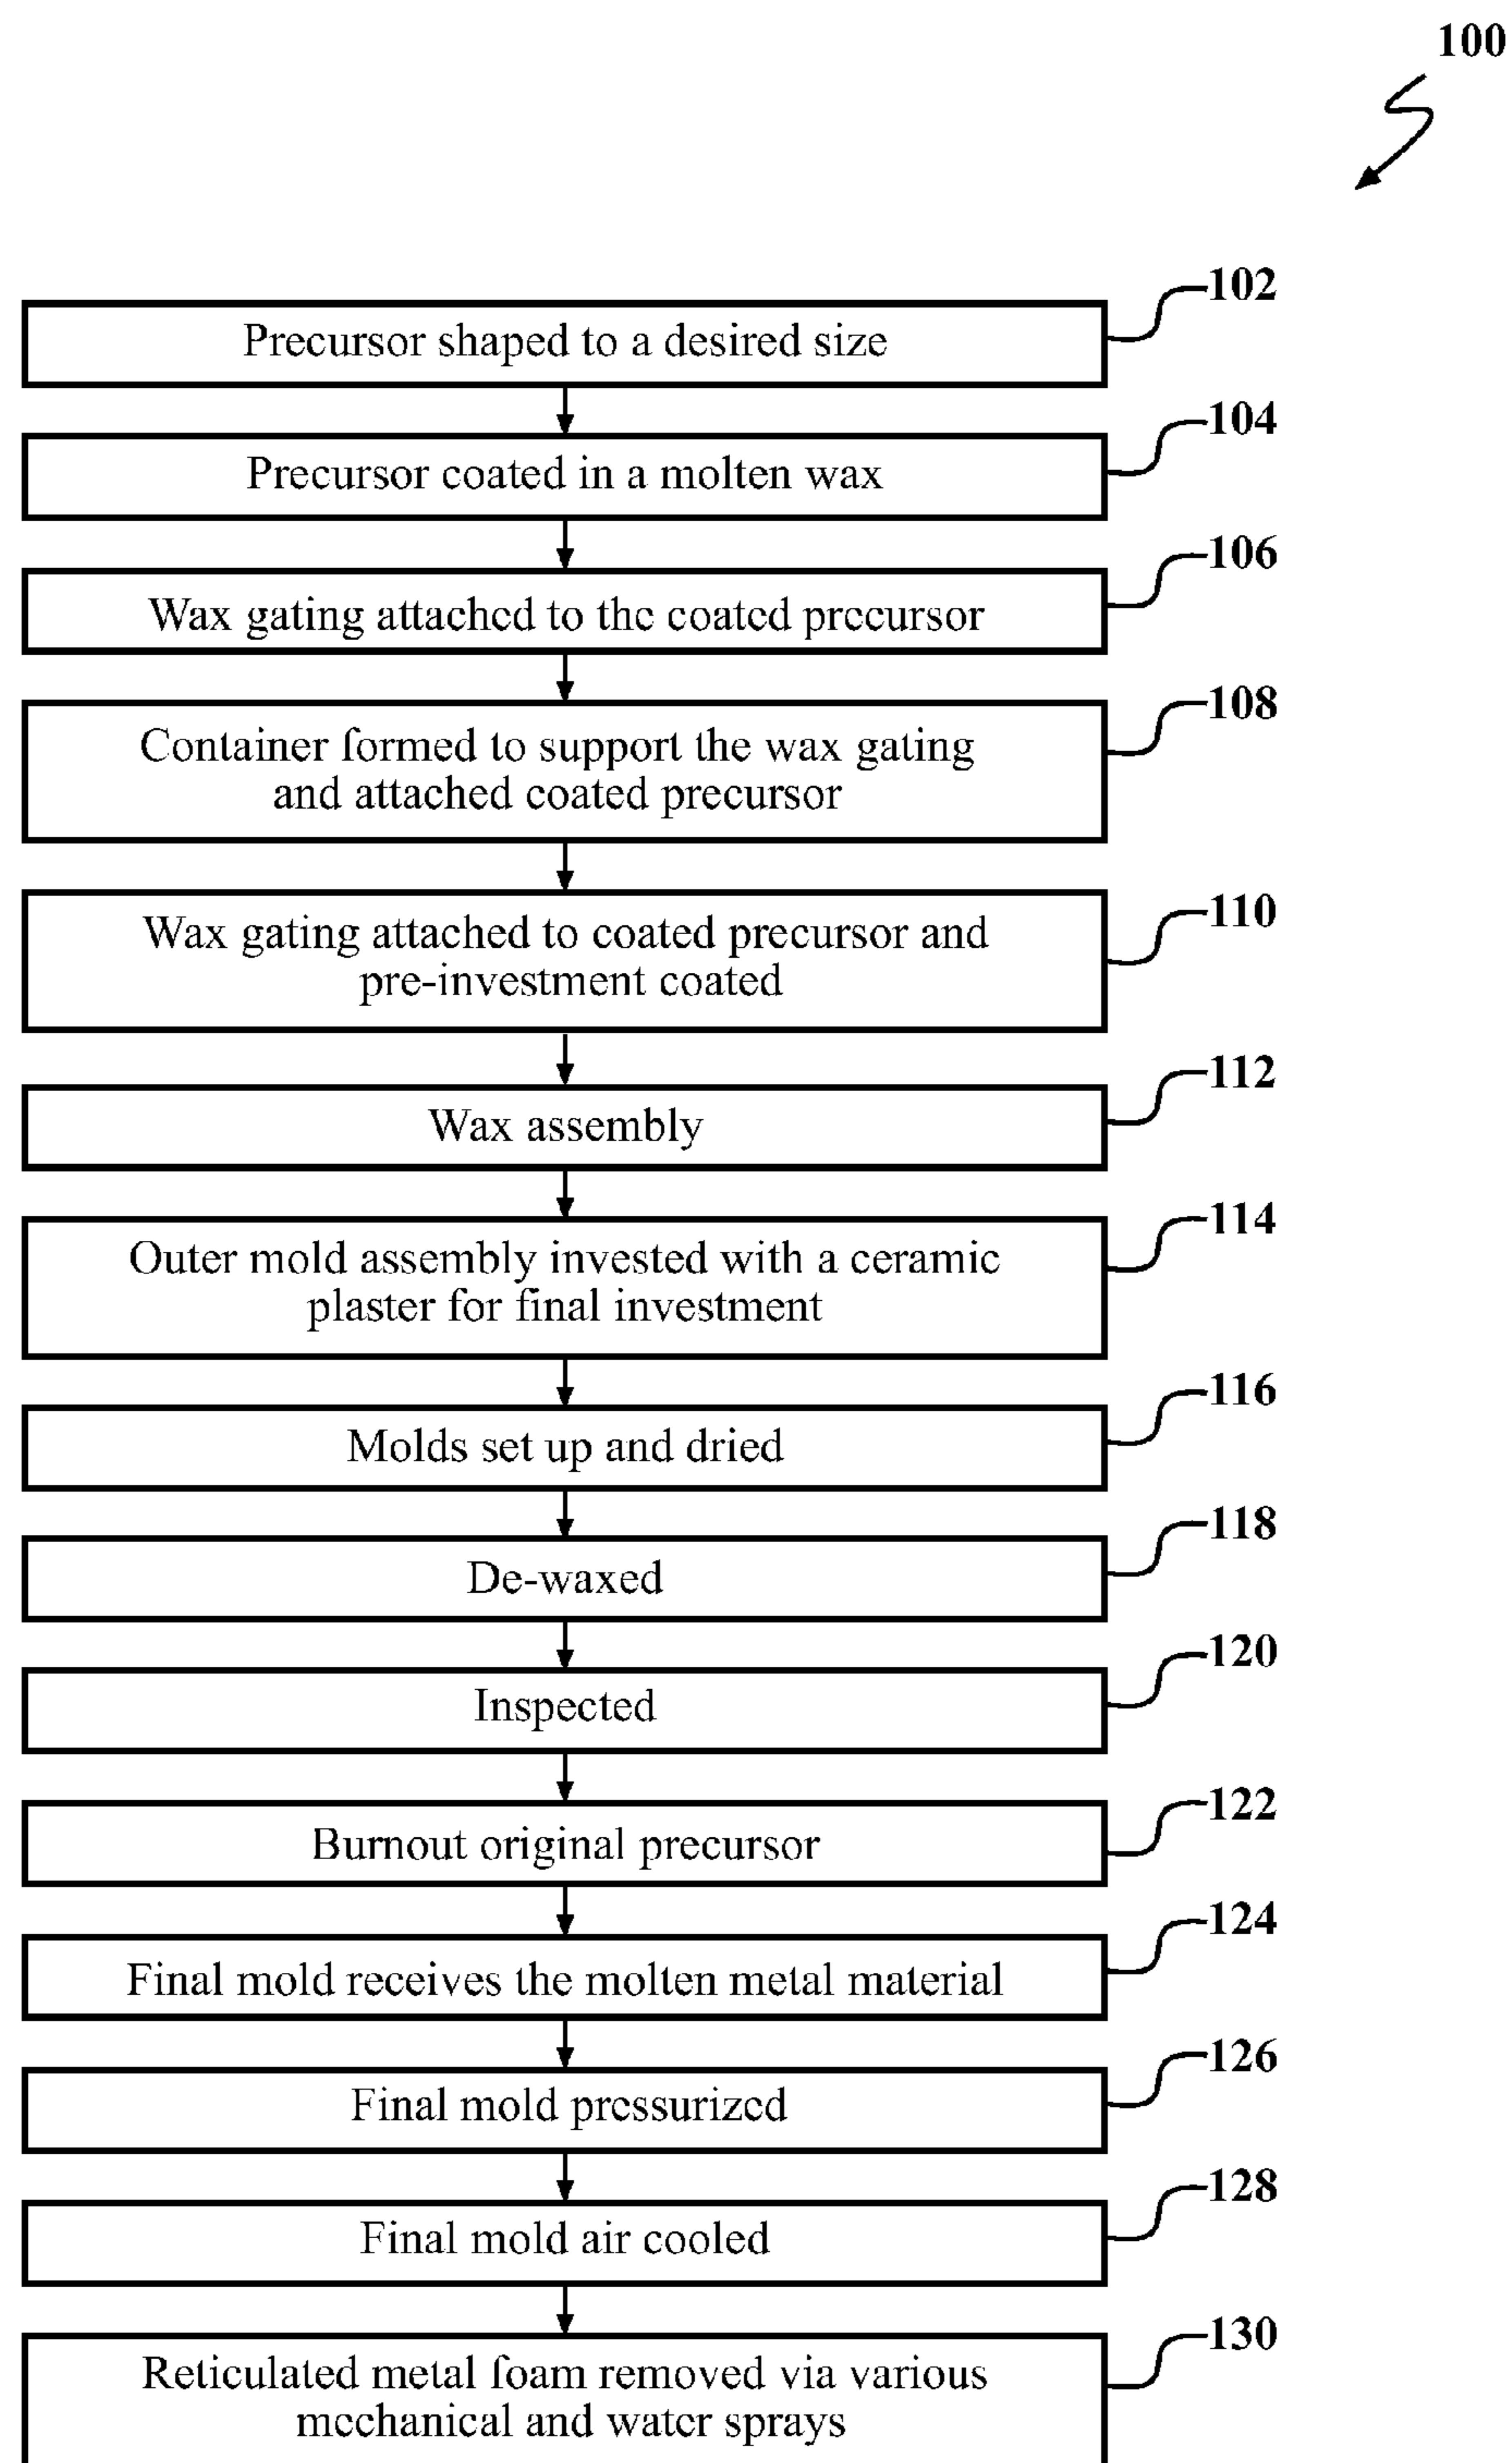 100
102
Precursor shaped to a desired size
104
Precursor coated in a molten wax
106
Wax gating attached to the coated precursor
108
Container formed to support the wax gating
and attached coated precursor
110
Wax gating attached to coated precursor and
pre-investment coated
112
Wax assembly
114
Outer mold assembly invested with a ceramic
plaster for final investment
116
Molds set up and dried
118
De-waxed
120
Inspected
122
Burnout original precursor
124
Final mold receives the molten metal material
126
Final mold pressurized
128
Final mold air cooled
130
Reticulated metal foam removed via various
mechanical and water sprays